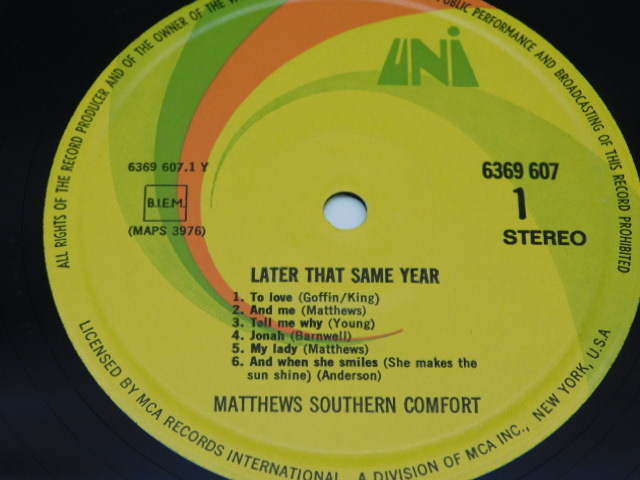 ALL RIGHTS OF THE RECORD PRODUCER AND OF THE OWNER OF THE
PUBLIC PERFORMANCE AND BROADCASTING OF THIS RECORD PROHIBITED
UNI
6369 607.1 Y
B.I.E.M.
(MAPS 3976)
6369 607
1
STEREO
LATER THAT SAME YEAR
1. To love (Goffin/King)
2. And me (Matthews)
3. Tell me why (Young)
4. Jonah (Barnwell)
5. My lady (Matthews)
6. And when she smiles (She makes the
sun shine) (Anderson)
MATTHEWS SOUTHERN COMFORT
LICENSED BY MCA RECORDS INTERNATIONAL. A DIVISION OF MCA INC., NEW YORK, U.S.A